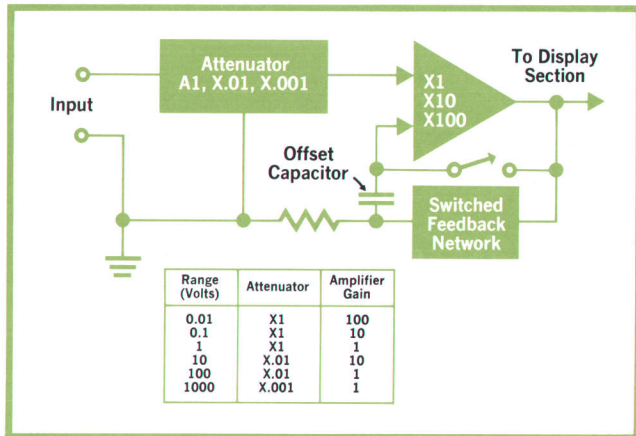 Attenuator
A1, X.01, X.001
Input
X1
X10
X100
To Display
Section
Offset
Capacitor
Switched
Feedback
Network
Range
(Volts)
Attenuator
Amplifier
Gain
0.01 X1 100
0.1 X1 10
1 X1 1
10 X.01 10
100 X.01 1
1000 X.001 1